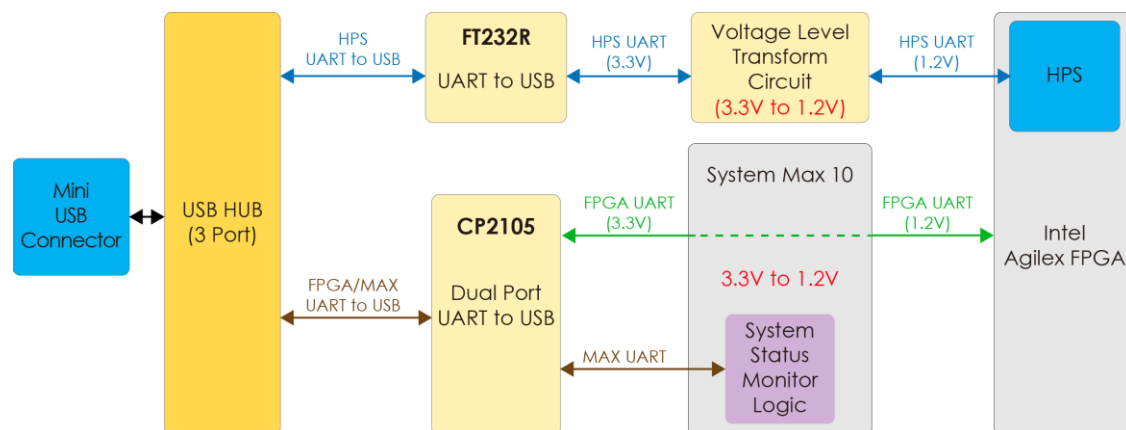 HPS
UART to USB
FT232R
UART to USB
HPS UART
(3.3V)
Voltage Level
Transform
Circuit
(3.3V to 1.2V)
HPS UART
(1.2V)
HPS
Mini
USB
Connector
USB HUB
(3 Port)
FPGA/MAX
UART to USB
CP2105
Dual Port
UART to USB
FPGA UART
(3.3V)
MAX UART
System Max 10
3.3V to 1.2V
System
Status
Monitor
Logic
FPGA UART
(1.2V)
Intel
Agilex FPGA